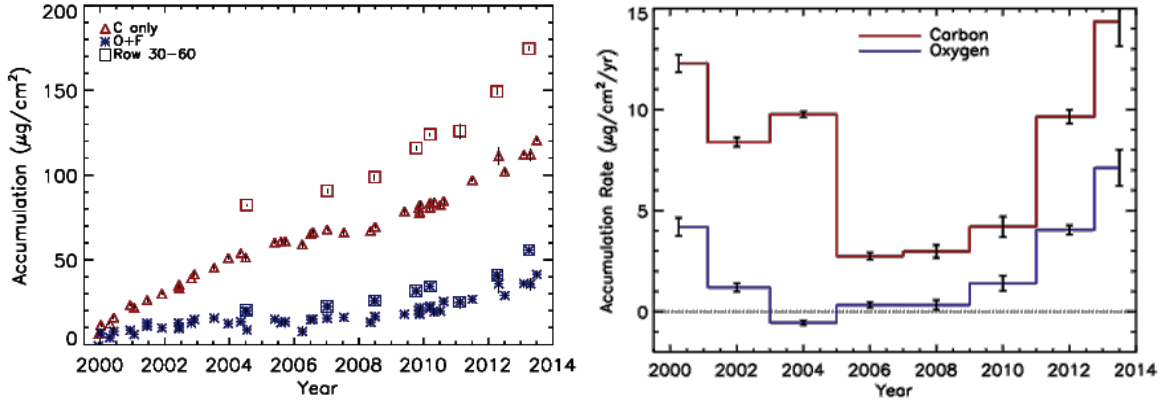 C only
O+F
Row 30-60
Accumulation (μg/cm²)
200
150
100
50
0
2000 2002 2004 2006 2008 2010 2012 2014
Year
Carbon
Oxygen
Accumulation Rate (μg/cm²/yr)
15
10
5
0
2000 2002 2004 2006 2008 2010 2012 2014
Year